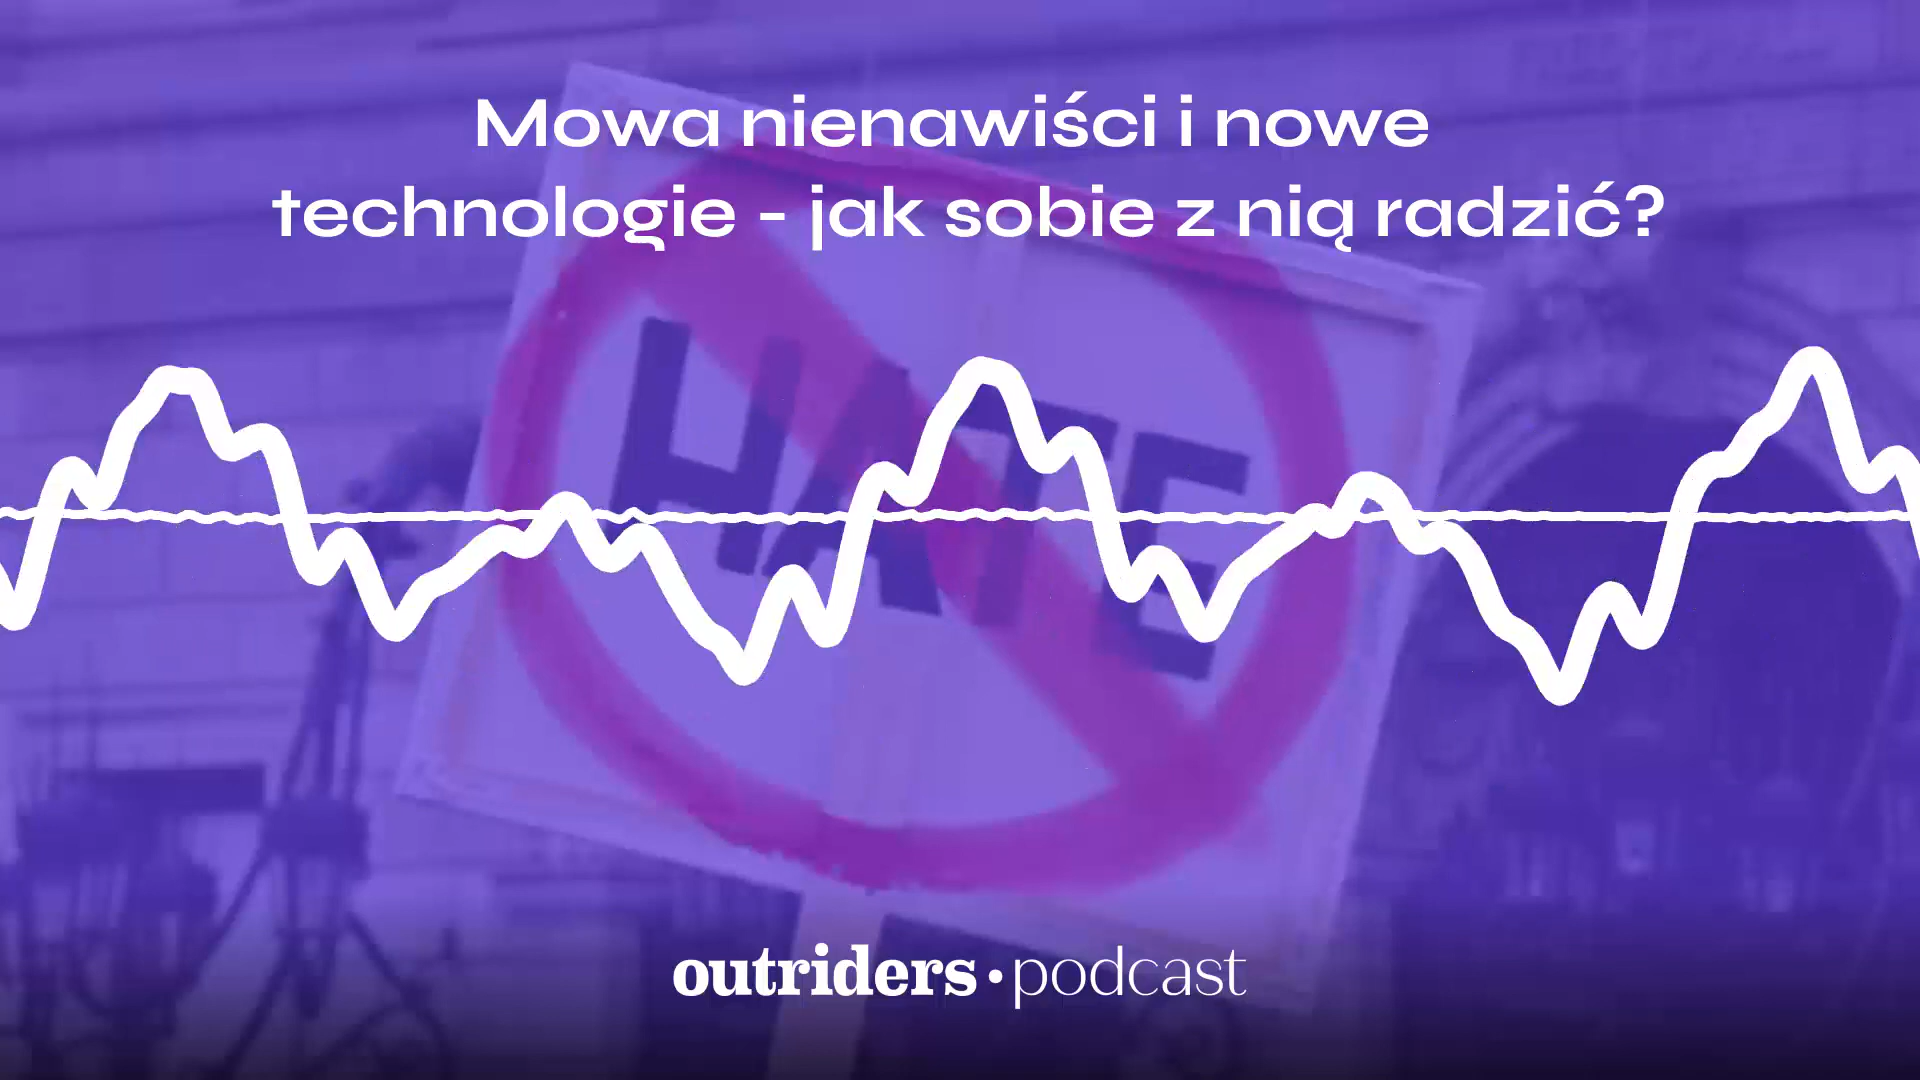 Mowa nienawiści i nowe
technologie - jak sobie z nią radzić?
HATE
outriders • podcast